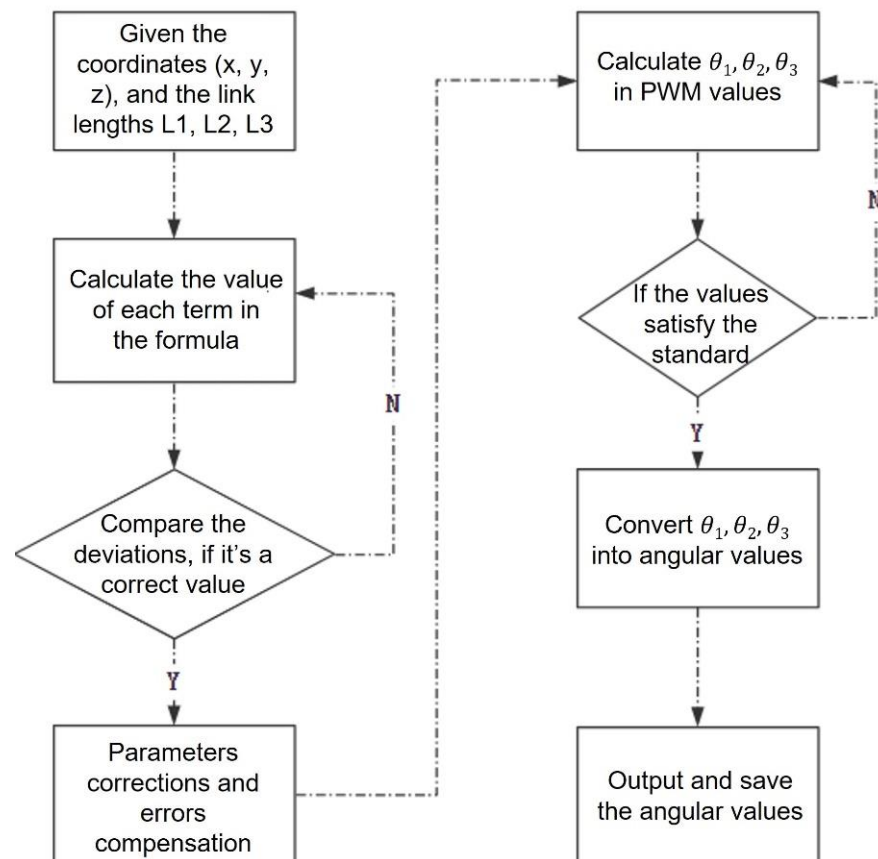 Given the
coordinates (x, y,
z), and the link
lengths L1, L2, L3
Calculate the value
of each term in
the formula
N
Compare the
deviations, if it's a
correct value
Y
Parameters
corrections and
errors
compensation
Calculate θ₁, θ₂, θ₃
in PWM values
N
If the values
satisfy the
standard
Y
Convert θ₁, θ₂, θ₃
into angular values
Output and save
the angular values